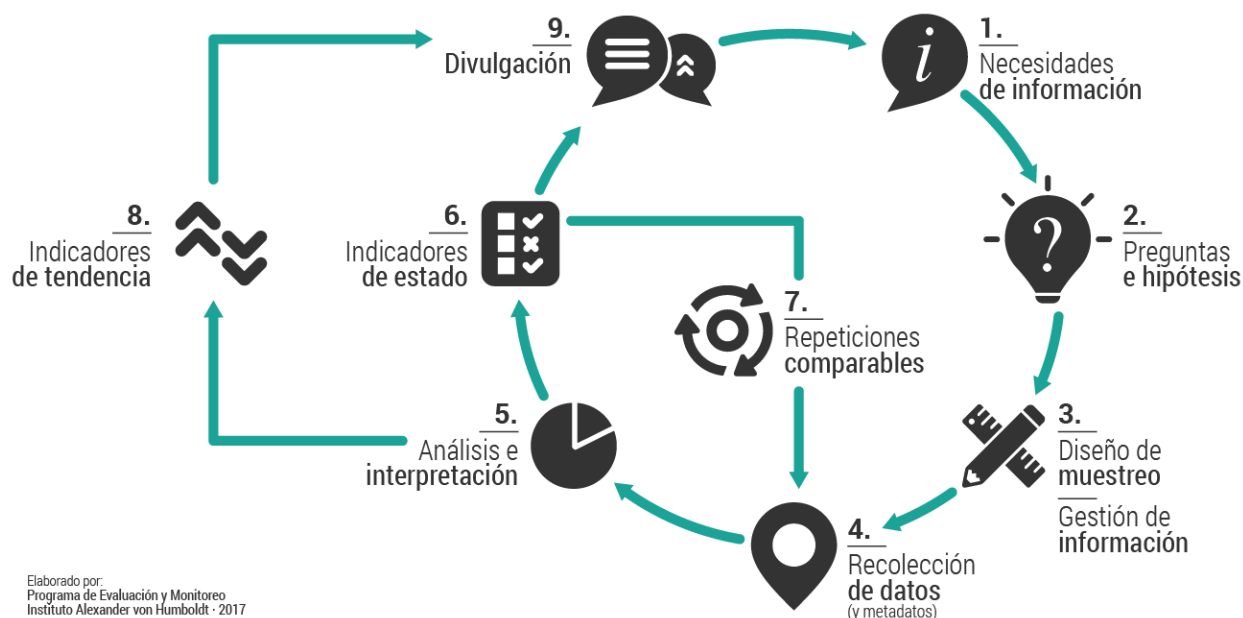 1.
Necesidades
de información
2.
Preguntas
e hipótesis
3.
Diseño de
muestreo
Gestión de
información
4.
Recolección
de datos
(y metadatos)
5.
Análisis e
interpretación
6.
Indicadores
de estado
7.
Repeticiones
comparables
8.
Indicadores
de tendencia
9.
Divulgación
Elaborado por:
Programa de Evaluación y Monitoreo
Instituto Alexander von Humboldt · 2017